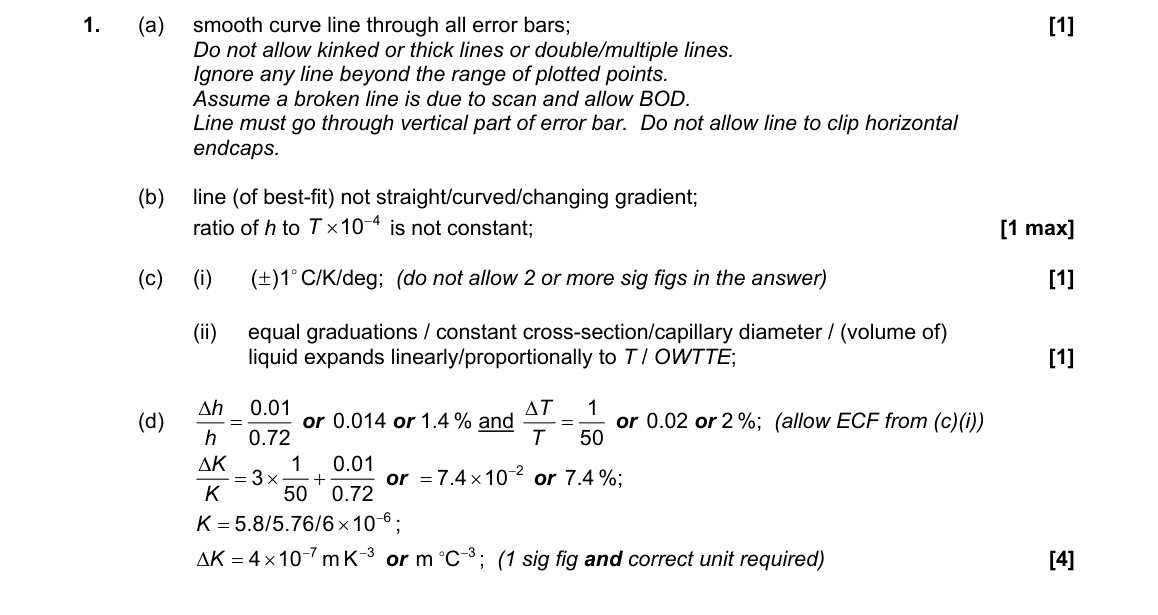 1. (a) smooth curve line through all error bars; [1]
Do not allow kinked or thick lines or double/multiple lines.
Ignore any line beyond the range of plotted points.
Assume a broken line is due to scan and allow BOD.
Line must go through vertical part of error bar. Do not allow line to clip horizontal
endcaps.
(b) line (of best-fit) not straight/curved/changing gradient;
ratio of h to T×10⁻⁴ is not constant; [1 max]
(c) (i) (±)1°C/K/deg; (do not allow 2 or more sig figs in the answer) [1]
(ii) equal graduations / constant cross-section/capillary diameter / (volume of)
liquid expands linearly/proportionally to T / OWTTE; [1]
(d) Δh/h = 0.01/0.72 or 0.014 or 1.4 % and ΔT/T = 1/50 or 0.02 or 2 %; (allow ECF from (c)(i))
ΔK/K = 3 × 1/50 + 0.01/0.72 or = 7.4×10⁻² or 7.4 %;
K = 5.8/5.76/6×10⁻⁶;
ΔK = 4×10⁻⁷ m K⁻³ or m °C⁻³; (1 sig fig and correct unit required) [4]